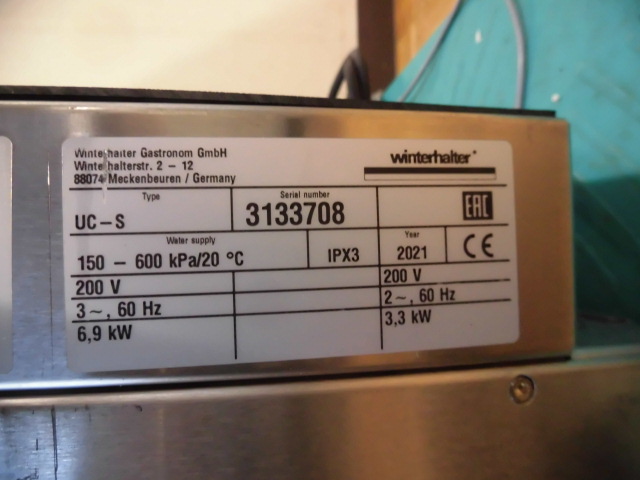 Winterhalter Gastronom GmbH
Winterhalterstr. 2 – 12
88074 Meckenbeuren / Germany
winterhalter
Type
UC–S
Serial number
3133708
EAC
Water supply
150 – 600 kPa/20 °C
IPX3
Year
2021
CE
200 V
3 ~, 60 Hz
6,9 kW
200 V
2 ~, 60 Hz
3,3 kW